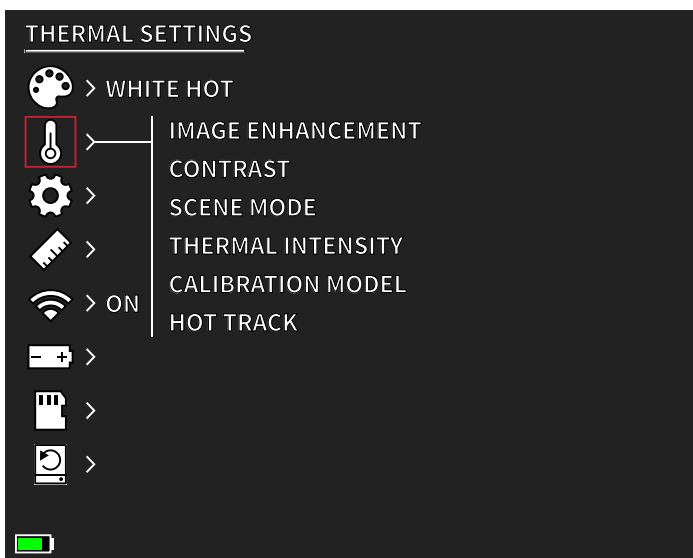 THERMAL SETTINGS
WHITE HOT
IMAGE ENHANCEMENT
CONTRAST
SCENE MODE
THERMAL INTENSITY
CALIBRATION MODEL
HOT TRACK
ON